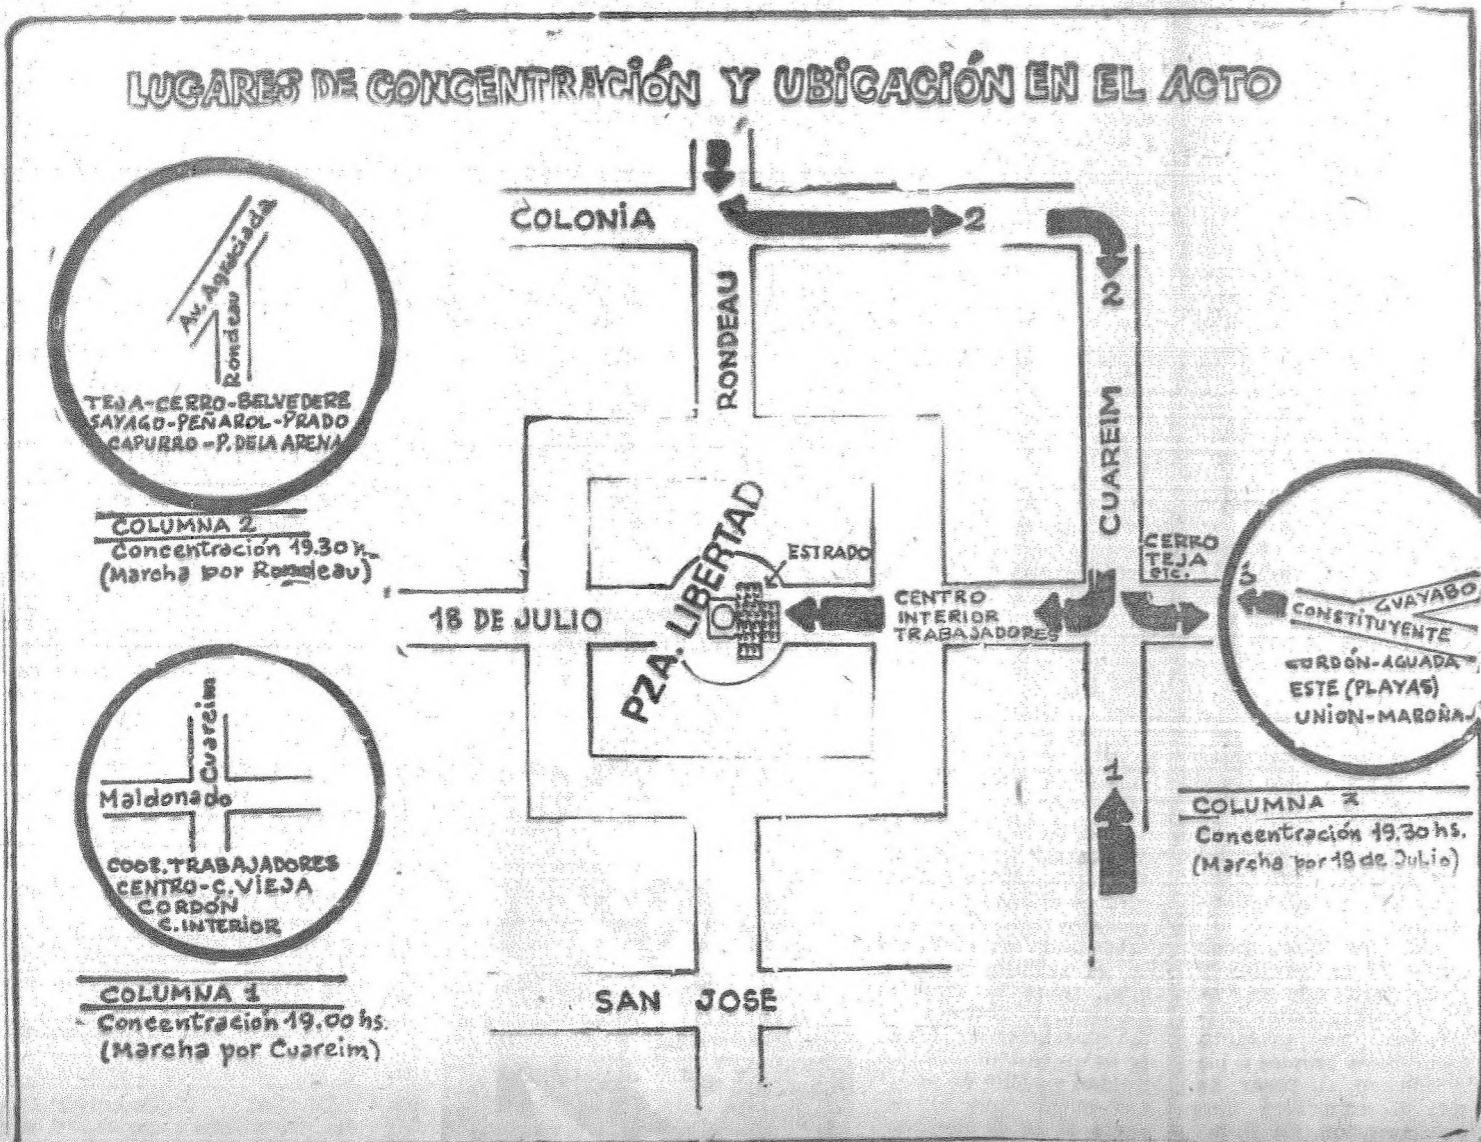 LUGARES DE CONCENTRACIÓN Y UBICACIÓN EN EL ACTO
Av. Agraciada
Rondeau
TEJA-CERRO-BELVEDERE
SAYAGO-PEÑAROL-PRADO
CAPURRO-P. DE LA ARENA
COLUMNA 2
Concentración 19.30 h.
(Marcha por Rondeau)
Cuareim
Maldonado
TRABAJADORES
CENTRO-C. VIEJA
CORDÓN
C. INTERIOR
COLUMNA 1
Concentración 19.00 hs.
(Marcha por Cuareim)
COLONIA
2
2
RONDEAU
CUAREIM
PZA. LIBERTAD
ESTRADO
18 DE JULIO
CENTRO
INTERIOR
TRABAJADORES
CERRO
TEJA
etc.
3
1
SAN JOSE
GUAYABO
CONSTITUYENTE
CORDÓN-AGUADA
ESTE (PLAYAS)
UNION-MAROÑAS
COLUMNA
Concentración 19.30 hs.
(Marcha por 18 de Julio)